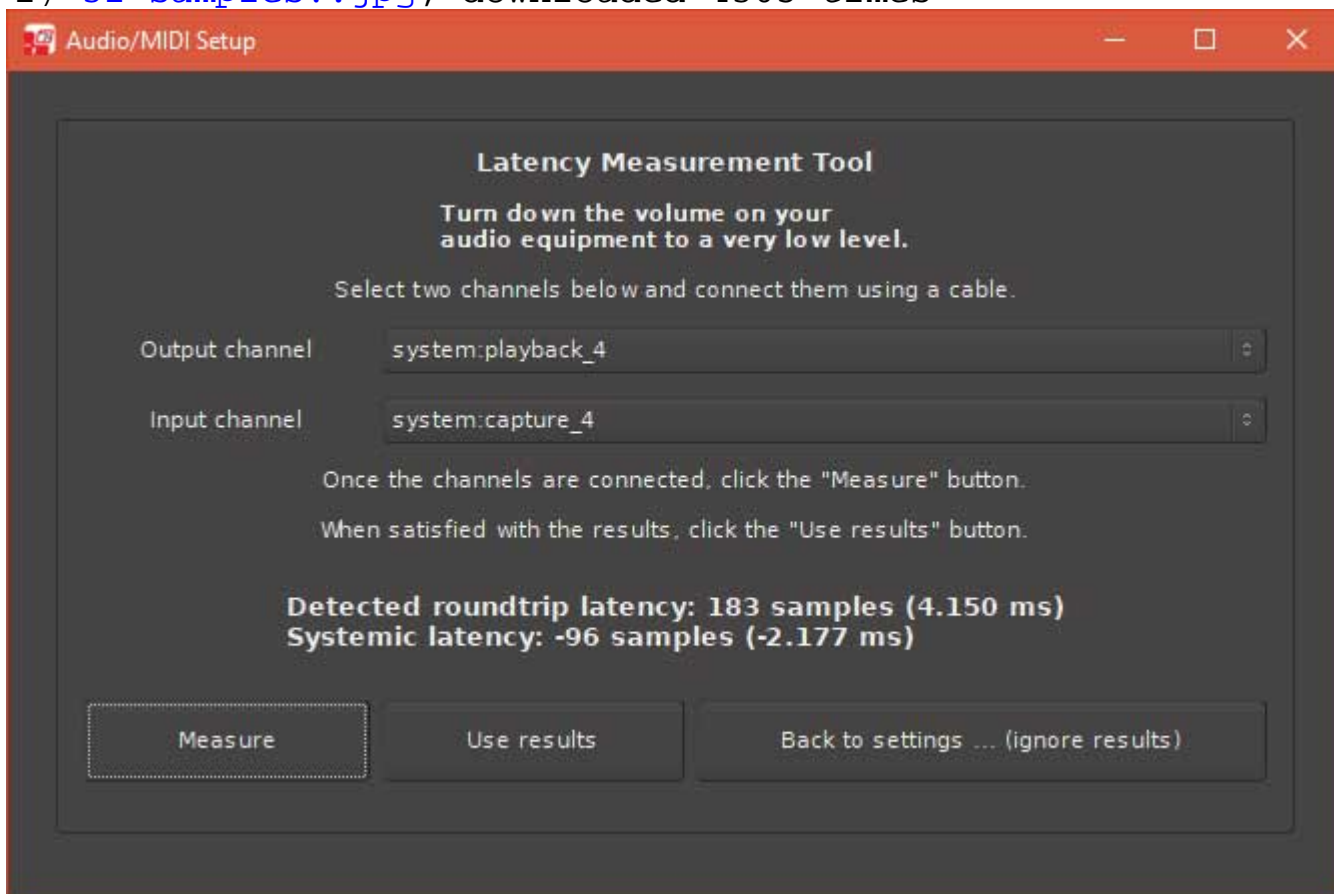 Audio/MIDI Setup
Latency Measurement Tool
Turn down the volume on your
audio equipment to a very low level.
Select two channels below and connect them using a cable.
Output channel system:playback_4
Input channel system:capture_4
Once the channels are connected, click the "Measure" button.
When satisfied with the results, click the "Use results" button.
Detected roundtrip latency: 183 samples (4.150 ms)
Systemic latency: -96 samples (-2.177 ms)
Measure Use results Back to settings ... (ignore results)